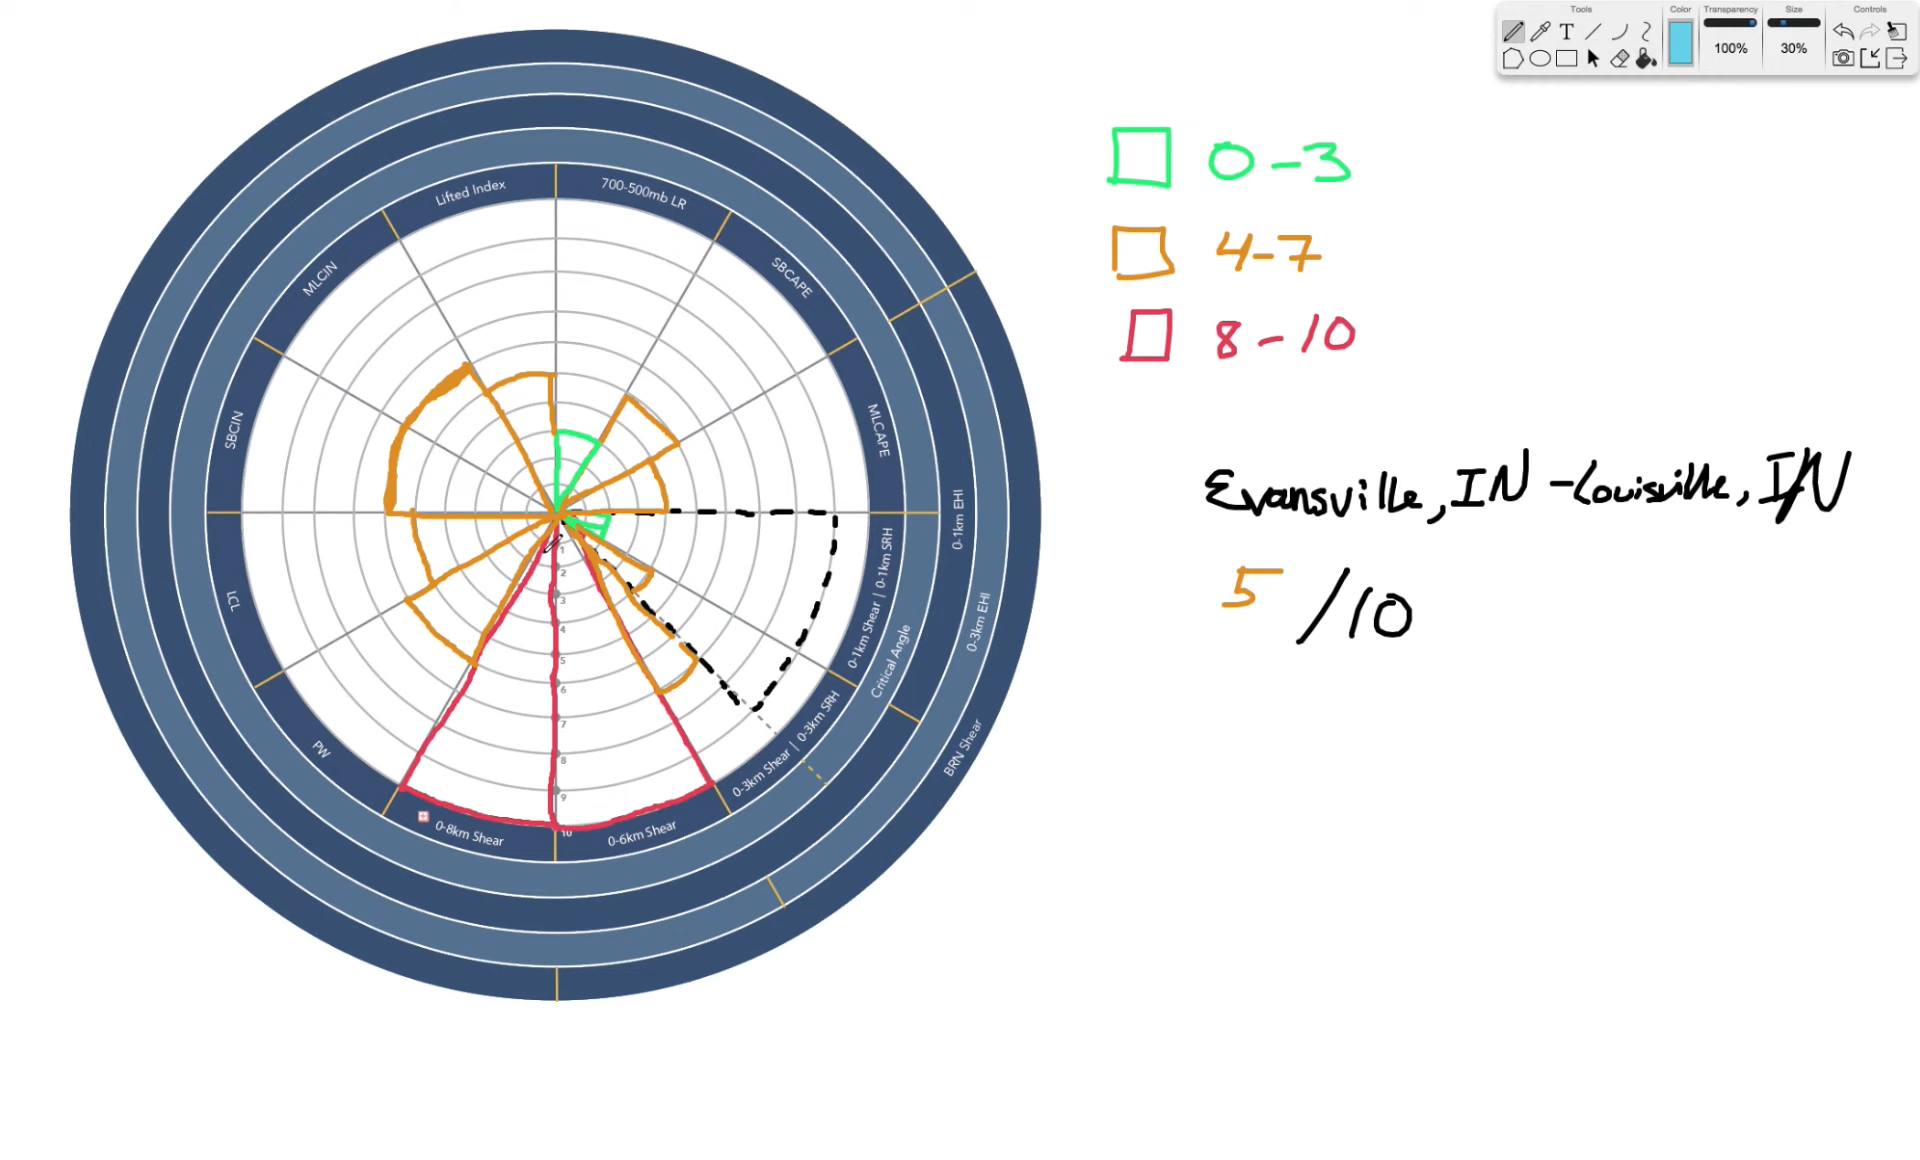 Tools
Color
Transparency
Size
Controls
100%
30%
0-3
4-7
8-10
Evansville, IN - Louisville, IN
5/10
Lifted Index
700-500mb LR
MLCIN
SBCAPE
SBCIN
MLCAPE
LCL
0-1km Shear | 0-1km SRH
0-1km EHI
Critical Angle
0-3km EHI
PW
0-3km Shear | 0-3km SRH
BRN Shear
0-8km Shear
0-6km Shear
1
2
3
4
5
6
7
8
9
10
T